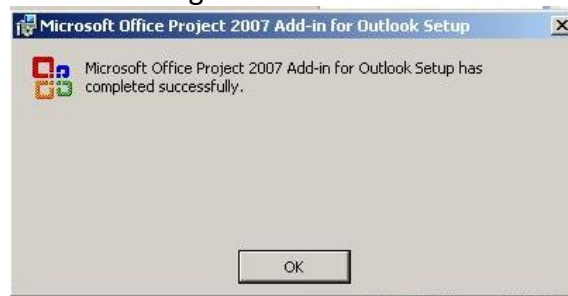 Microsoft Office Project 2007 Add-in for Outlook Setup
Microsoft Office Project 2007 Add-in for Outlook Setup has
completed successfully.
OK